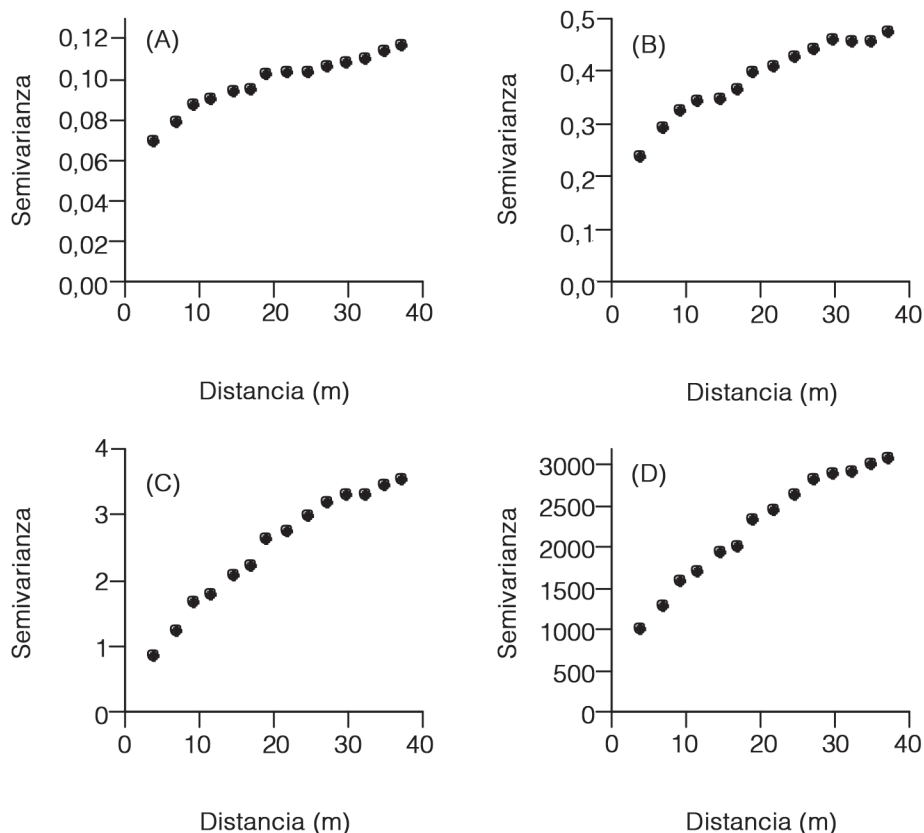 (A)
Semivarianza
0,12
0,10
0,08
0,06
0,04
0,02
0,00
0 10 20 30 40
Distancia (m)
(B)
Semivarianza
0,5
0,4
0,3
0,2
0,1
0,0
0 10 20 30 40
Distancia (m)
(C)
Semivarianza
4
3
2
1
0
0 10 20 30 40
Distancia (m)
(D)
Semivarianza
3000
2500
2000
1500
1000
500
0
0 10 20 30 40
Distancia (m)